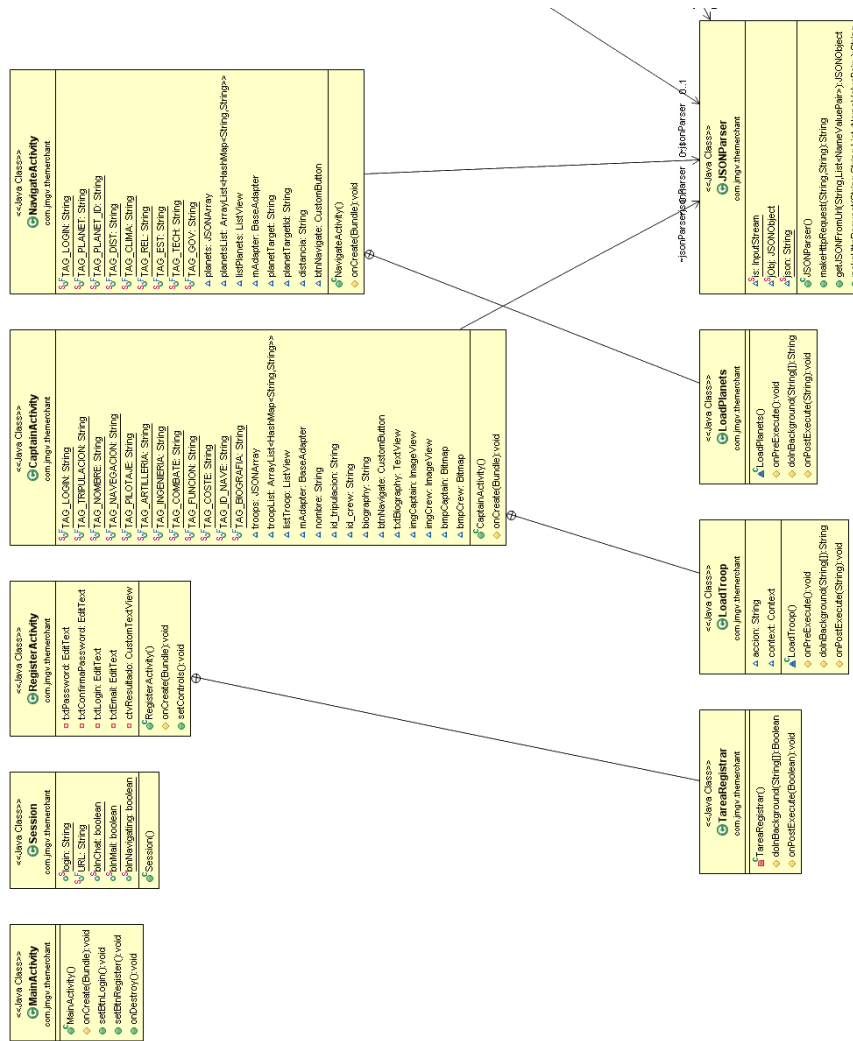 <<Java Class>>
MainActivity
com.jmgv.themerchant
MainActivity()
onCreate(Bundle):void
setBtnLogin():void
setBtnRegister():void
onDestroy():void
<<Java Class>>
Session
com.jmgv.themerchant
login: String
URL: String
blnChat: boolean
blnMail: boolean
blnNavigating: boolean
Session()
<<Java Class>>
RegisterActivity
com.jmgv.themerchant
txtPassword: EditText
txtConfirmaPassword: EditText
txtLogin: EditText
txtEmail: EditText
ctvResultado: CustomTextView
RegisterActivity()
onCreate(Bundle):void
setControls():void
<<Java Class>>
CaptainActivity
com.jmgv.themerchant
TAG_LOGIN: String
TAG_TRIPULACION: String
TAG_NOMBRE: String
TAG_NAVEGACION: String
TAG_PILOTAJE: String
TAG_ARTILLERIA: String
TAG_INGENIERIA: String
TAG_COMBATE: String
TAG_FUNCION: String
TAG_COSTE: String
TAG_ID_NAVE: String
TAG_BIOGRAFIA: String
troops: JSONArray
troopList: ArrayList<HashMap<String,String>>
listTroop: ListView
mAdapter: BaseAdapter
nombre: String
id_tripulacion: String
id_crew: String
biography: String
btnNavigate: CustomButton
txtBiography: TextView
imgCaptain: ImageView
imgCrew: ImageView
bmpCaptain: Bitmap
bmpCrew: Bitmap
CaptainActivity()
onCreate(Bundle):void
<<Java Class>>
NavigateActivity
com.jmgv.themerchant
TAG_LOGIN: String
TAG_PLANET: String
TAG_PLANET_ID: String
TAG_DIST: String
TAG_CLIMA: String
TAG_REL: String
TAG_EST: String
TAG_TECH: String
TAG_GOV: String
planets: JSONArray
planetsList: ArrayList<HashMap<String,String>>
listPlanets: ListView
mAdapter: BaseAdapter
planetTarget: String
planetTargetId: String
distancia: String
btnNavigate: CustomButton
NavigateActivity()
onCreate(Bundle):void
<<Java Class>>
TareaRegistrar
com.jmgv.themerchant
TareaRegistrar()
doInBackground(String[]):Boolean
onPostExecute(Boolean):void
<<Java Class>>
LoadTroop
com.jmgv.themerchant
accion: String
context: Context
LoadTroop()
onPreExecute():void
doInBackground(String[]):String
onPostExecute(String):void
<<Java Class>>
LoadPlanets
com.jmgv.themerchant
LoadPlanets()
onPreExecute():void
doInBackground(String[]):String
onPostExecute(String):void
~jsonParser
0..1
<<Java Class>>
JSONParser
com.jmgv.themerchant
is: InputStream
jObj: JSONObject
json: String
JSONParser()
makeHttpRequest(String,String):String
getJSONFromUrl(String,List<NameValuePair>):JSONObject